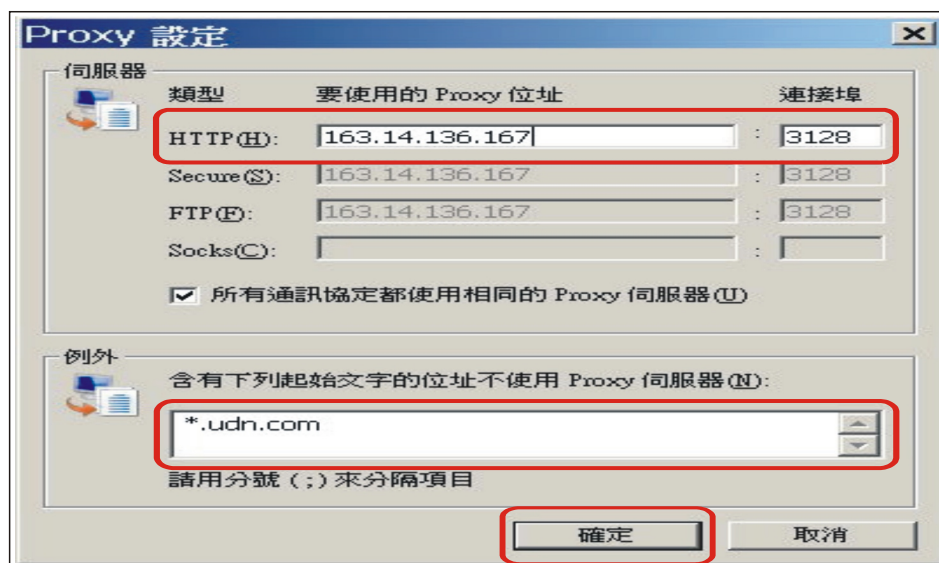 Proxy 設定
伺服器
類型 要使用的 Proxy 位址 連接埠
HTTP(H): 163.14.136.167 : 3128
Secure(S): 163.14.136.167 : 3128
FTP(F): 163.14.136.167 : 3128
Socks(C): :
所有通訊協定都使用相同的 Proxy 伺服器(U)
例外
含有下列起始文字的位址不使用 Proxy 伺服器(N):
*.udn.com
請用分號 (;) 來分隔項目
確定 取消